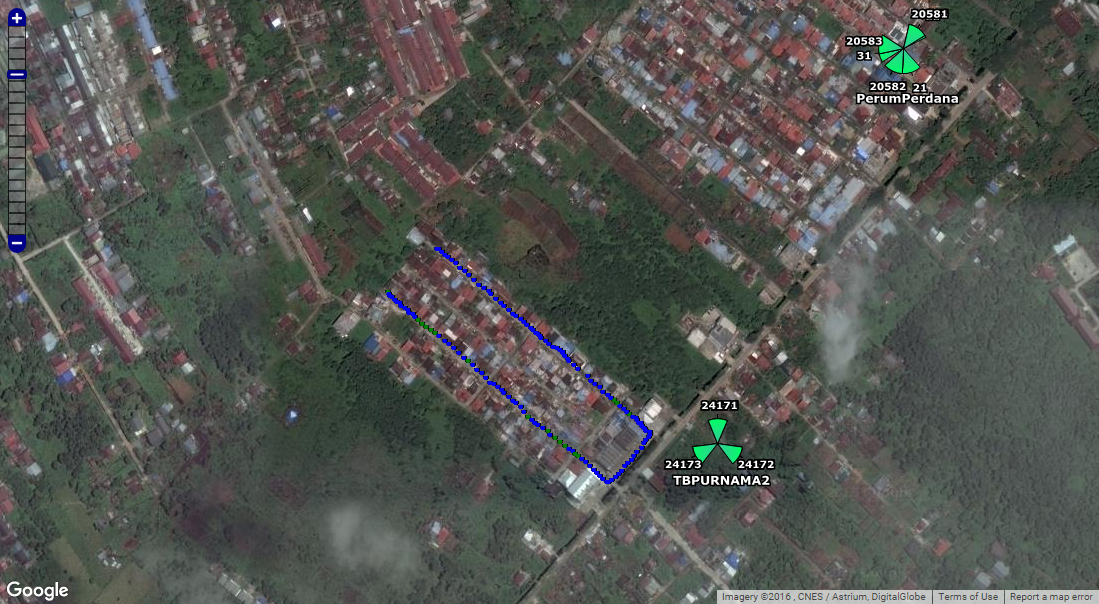 20581
20583
31
20582 21
PerumPerdana
24171
24173 24172
TBPURNAMA2
Google
Imagery ©2016 , CNES / Astrium, DigitalGlobe Terms of Use Report a map error